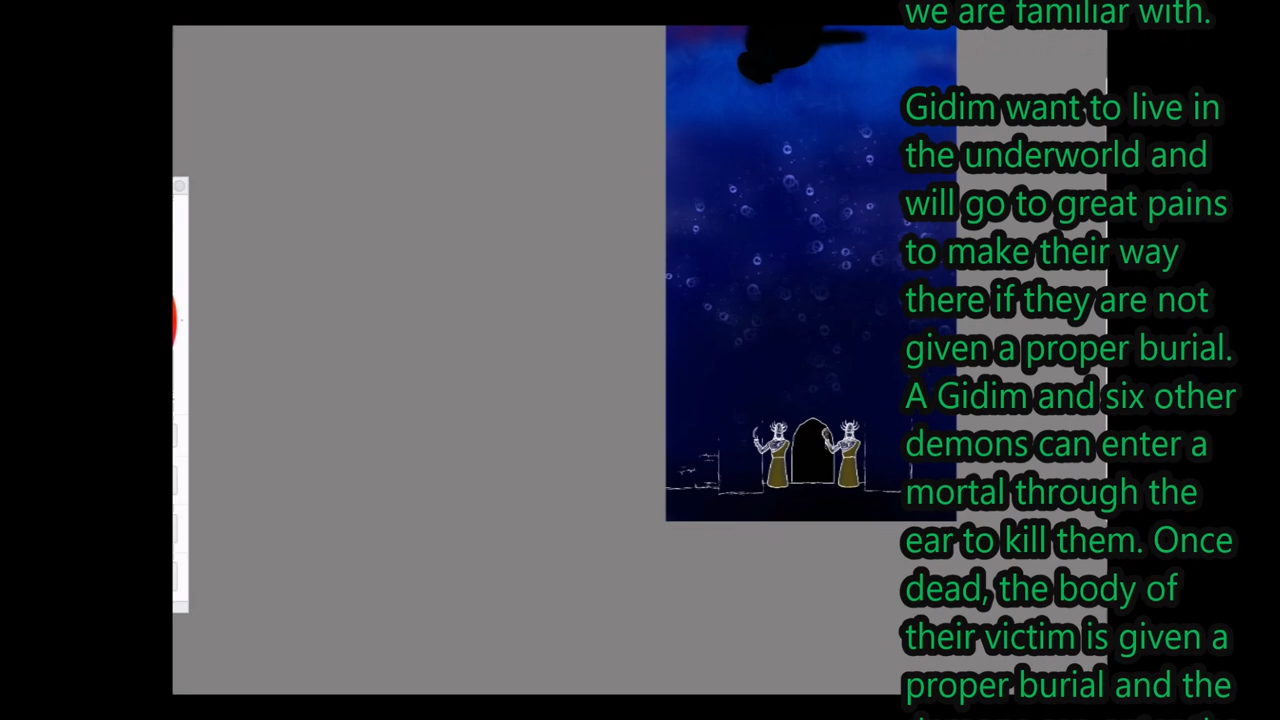 we are familiar with.
Gidim want to live in
the underworld and
will go to great pains
to make their way
there if they are not
given a proper burial.
A Gidim and six other
demons can enter a
mortal through the
ear to kill them. Once
dead, the body of
their victim is given a
proper burial and the